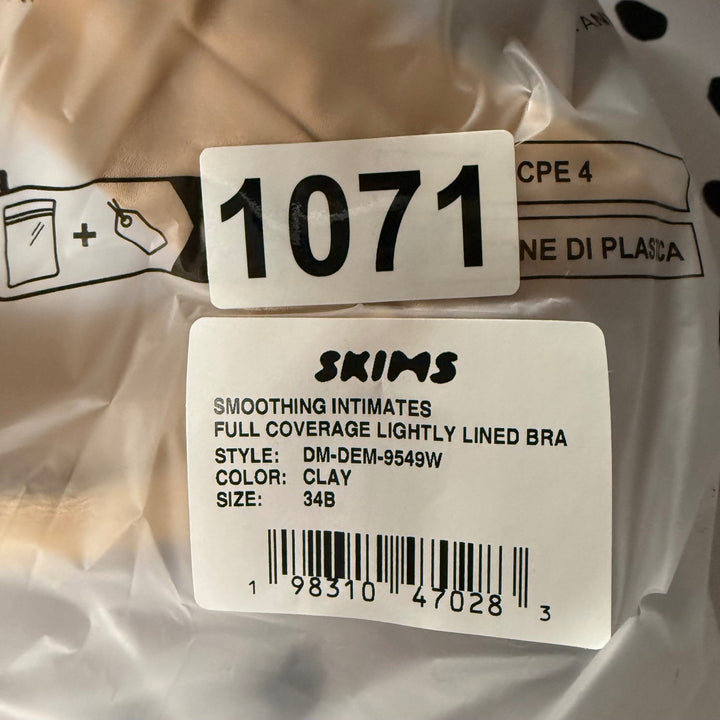 CPE 4
1071
NE DI PLASTICA
SKIMS
SMOOTHING INTIMATES
FULL COVERAGE LIGHTLY LINED BRA
STYLE: DM-DEM-9549W
COLOR: CLAY
SIZE: 34B
1 98310 47028 3